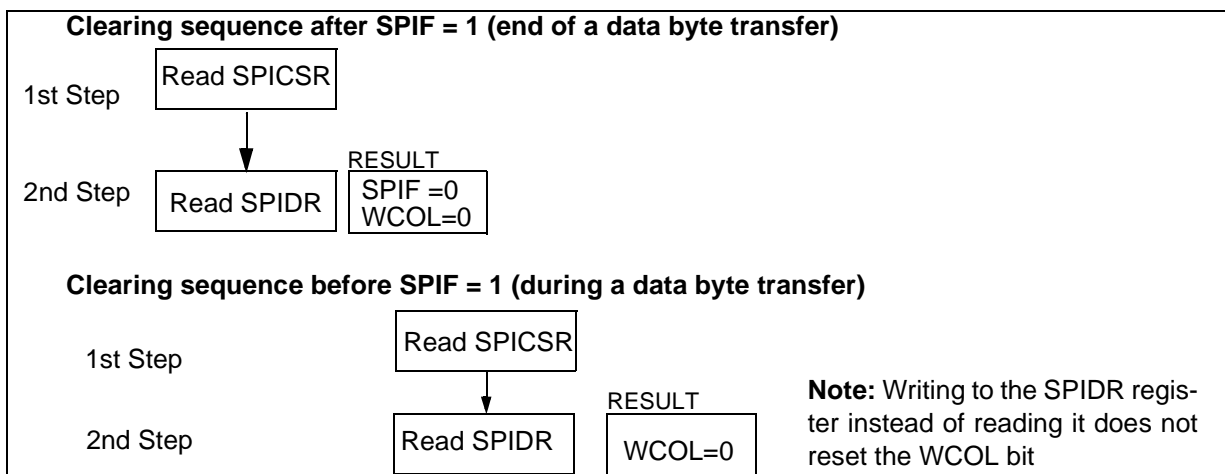 Clearing sequence after SPIF = 1 (end of a data byte transfer)
1st Step
Read SPICSR
2nd Step
Read SPIDR
RESULT
SPIF =0
WCOL=0
Clearing sequence before SPIF = 1 (during a data byte transfer)
1st Step
Read SPICSR
2nd Step
Read SPIDR
RESULT
WCOL=0
Note: Writing to the SPIDR regis-
ter instead of reading it does not
reset the WCOL bit